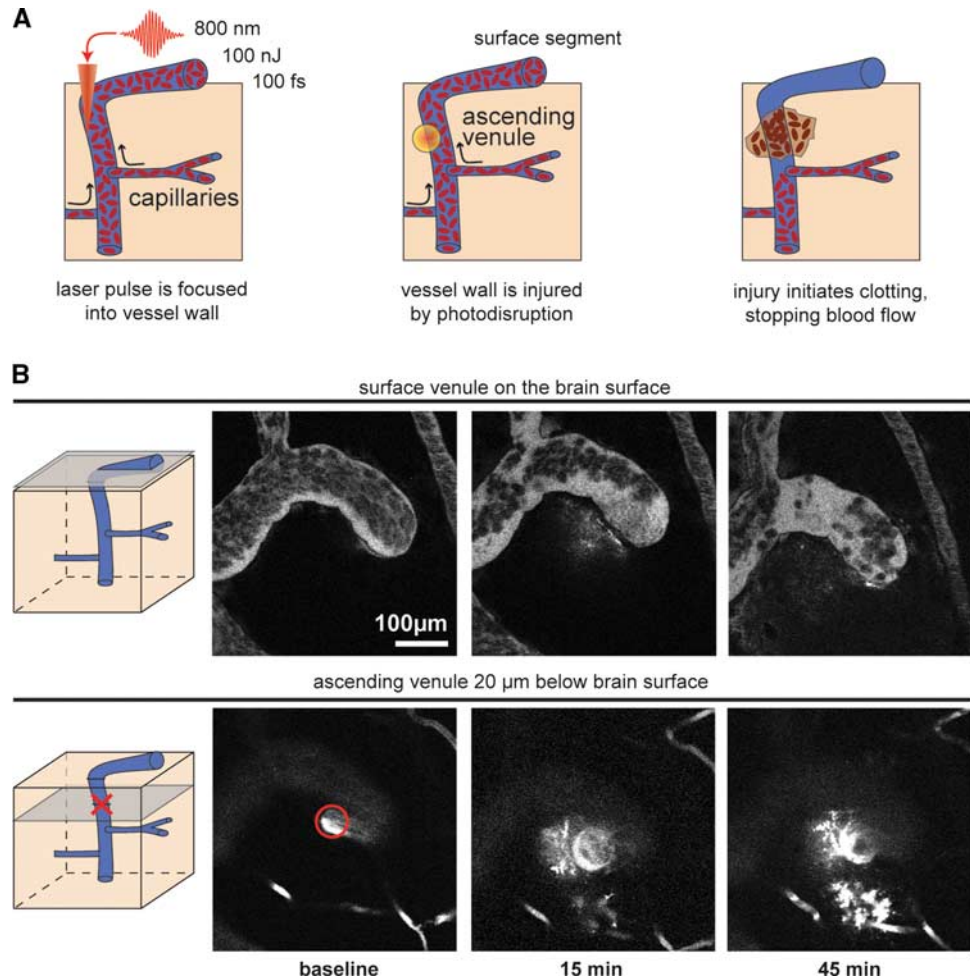 A
800 nm
100 nJ
100 fs
capillaries
laser pulse is focused
into vessel wall
surface segment
ascending
venule
vessel wall is injured
by photodisruption
injury initiates clotting,
stopping blood flow
B
surface venule on the brain surface
100µm
ascending venule 20 µm below brain surface
baseline
15 min
45 min